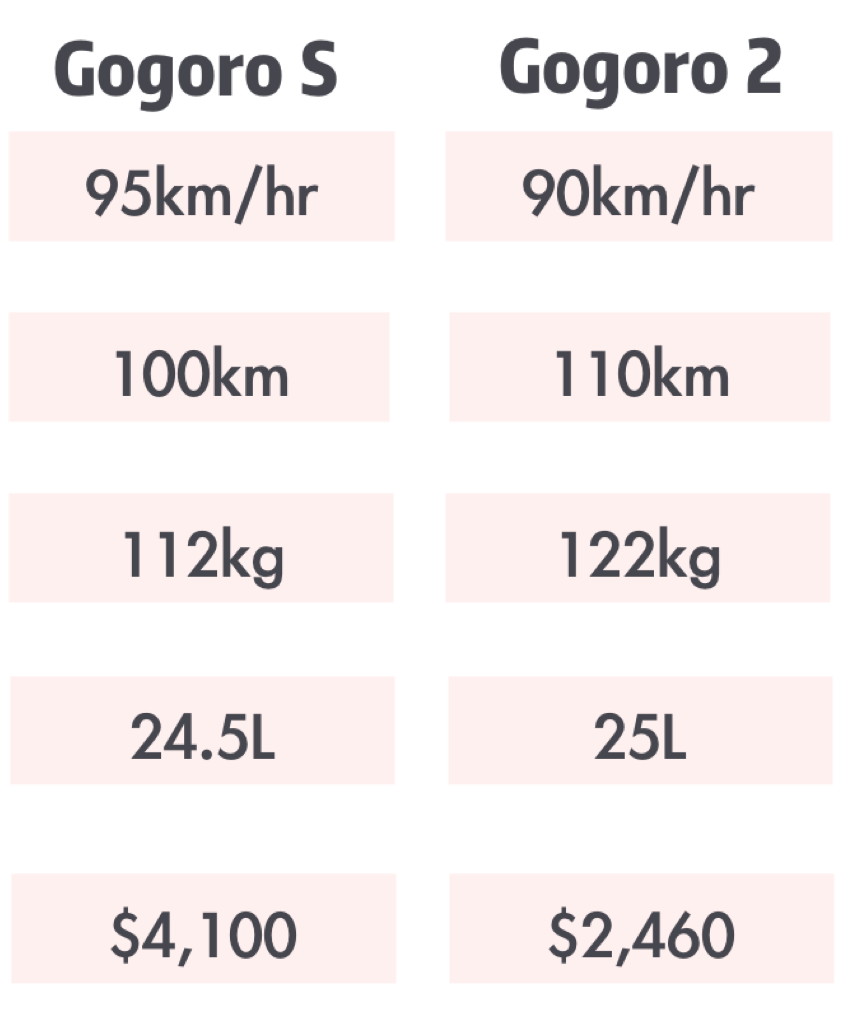 Gogoro S Gogoro 2
95km/hr 90km/hr
100km 110km
112kg 122kg
24.5L 25L
$4,100 $2,460